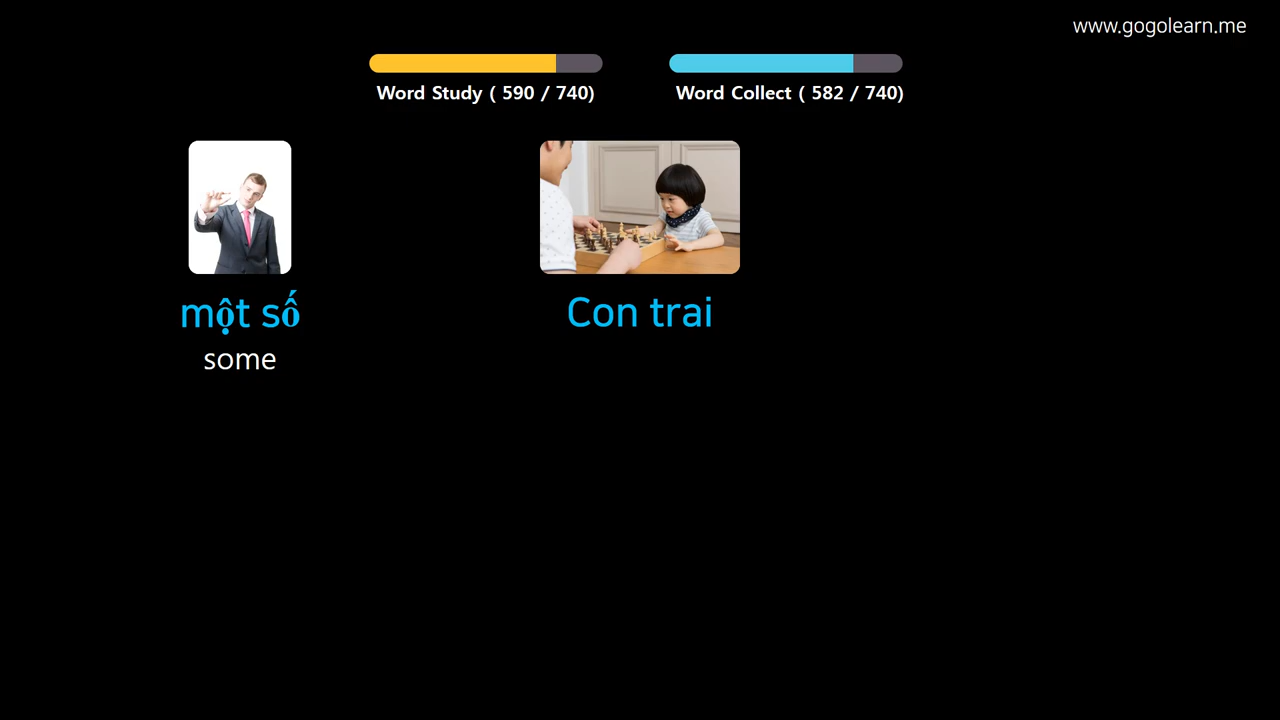 www.gogolearn.me
Word Study ( 590 / 740)
Word Collect ( 582 / 740)
một số
Con trai
some